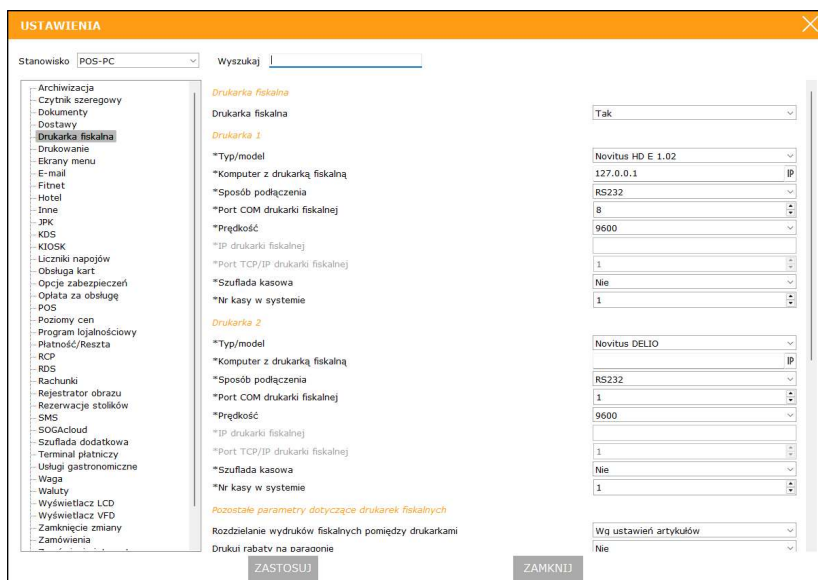 USTAWIENIA
Stanowisko POS-PC Wyszukaj
Archiwizacja
Czytnik szeregowy
Dokumenty
Dostawy
Drukarka fiskalna
Drukowanie
Ekrany menu
E-mail
Fitnet
Hotel
Inne
JPK
KDS
KIOSK
Liczniki napojów
Obsługa kart
Opcje zabezpieczeń
Opłata za obsługę
POS
Poziomy cen
Program lojalnościowy
Płatność/Reszta
RCP
RDS
Rachunki
Rejestrator obrazu
Rezerwacje stolików
SMS
SOGAcloud
Szuflada dodatkowa
Terminal płatniczy
Usługi gastronomiczne
Waga
Waluty
Wyświetlacz LCD
Wyświetlacz VFD
Zamknięcie zmiany
Zamówienia
Drukarka fiskalna
Drukarka fiskalna Tak
Drukarka 1
*Typ/model Novitus HD E 1.02
*Komputer z drukarką fiskalną 127.0.0.1 IP
*Sposób podłączenia RS232
*Port COM drukarki fiskalnej 8
*Prędkość 9600
*IP drukarki fiskalnej
*Port TCP/IP drukarki fiskalnej 1
*Szuflada kasowa Nie
*Nr kasy w systemie 1
Drukarka 2
*Typ/model Novitus DELIO
*Komputer z drukarką fiskalną IP
*Sposób podłączenia RS232
*Port COM drukarki fiskalnej 1
*Prędkość 9600
*IP drukarki fiskalnej
*Port TCP/IP drukarki fiskalnej 1
*Szuflada kasowa Nie
*Nr kasy w systemie 1
Pozostałe parametry dotyczące drukarek fiskalnych
Rozdzielanie wydruków fiskalnych pomiędzy drukarkami Wg ustawień artykułów
Drukuj rabaty na paragonie Nie
ZASTOSUJ ZAMKNIJ